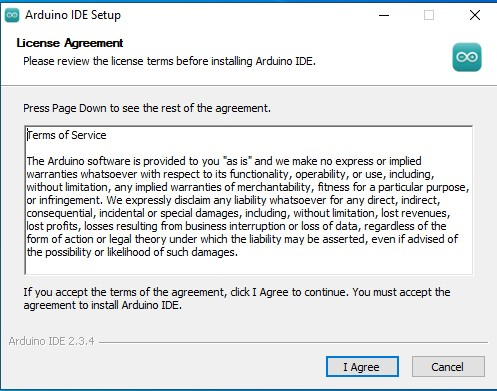 Arduino IDE Setup
License Agreement
Please review the license terms before installing Arduino IDE.
Press Page Down to see the rest of the agreement.
Terms of Service
The Arduino software is provided to you "as is" and we make no express or implied
warranties whatsoever with respect to its functionality, operability, or use, including,
without limitation, any implied warranties of merchantability, fitness for a particular purpose,
or infringement. We expressly disclaim any liability whatsoever for any direct, indirect,
consequential, incidental or special damages, including, without limitation, lost revenues,
lost profits, losses resulting from business interruption or loss of data, regardless of the
form of action or legal theory under which the liability may be asserted, even if advised of
the possibility or likelihood of such damages.
If you accept the terms of the agreement, click I Agree to continue. You must accept the
agreement to install Arduino IDE.
Arduino IDE 2.3.4
I Agree
Cancel